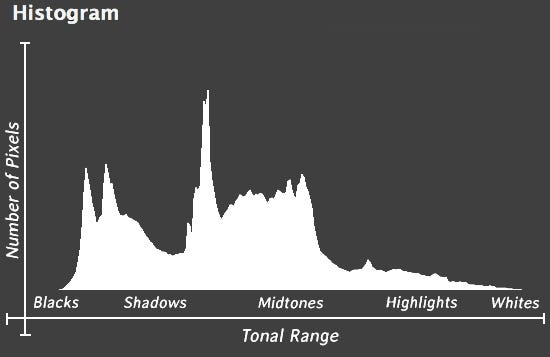 Histogram
Number of Pixels
Blacks Shadows Midtones Highlights Whites
Tonal Range